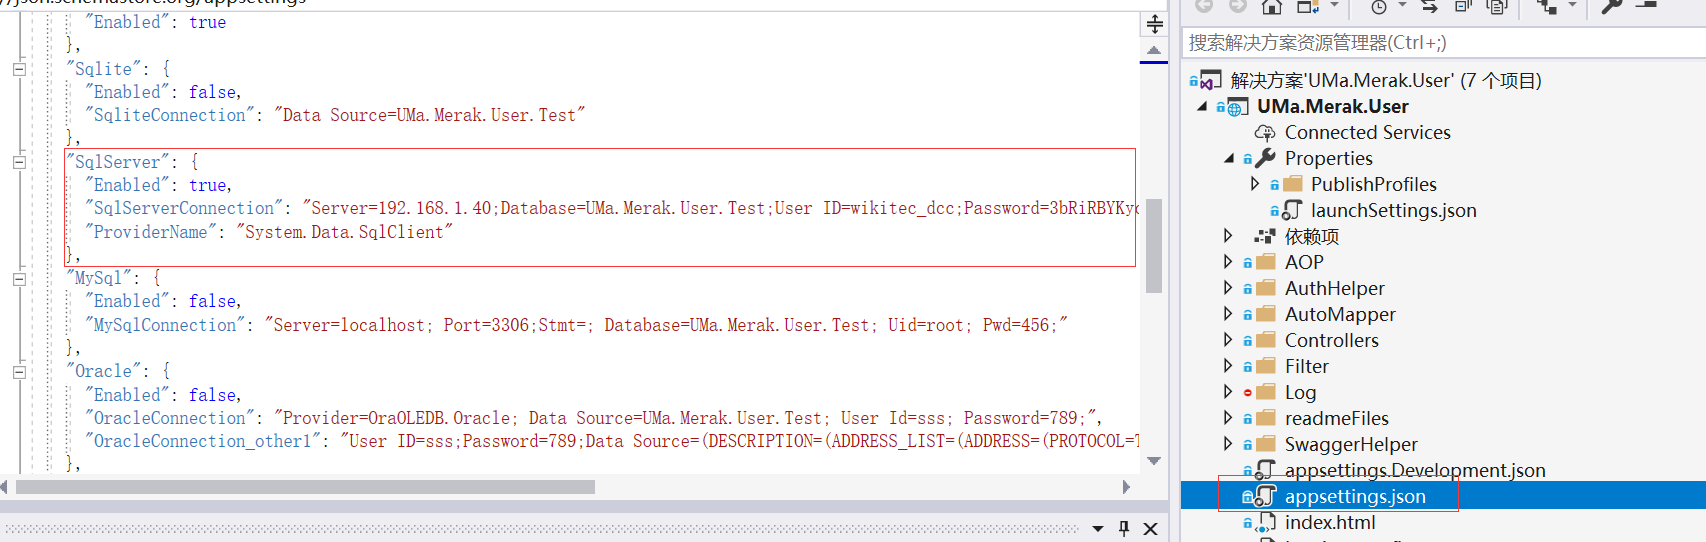 //json.schemastore.org/appsettings
"Enabled": true
},
"Sqlite": {
"Enabled": false,
"SqliteConnection": "Data Source=UMa.Merak.User.Test"
},
"SqlServer": {
"Enabled": true,
"SqlServerConnection": "Server=192.168.1.40;Database=UMa.Merak.User.Test;User ID=wikitec_dcc;Password=3bRiRBYKyc
"ProviderName": "System.Data.SqlClient"
},
"MySql": {
"Enabled": false,
"MySqlConnection": "Server=localhost; Port=3306;Stmt=; Database=UMa.Merak.User.Test; Uid=root; Pwd=456;"
},
"Oracle": {
"Enabled": false,
"OracleConnection": "Provider=OraOLEDB.Oracle; Data Source=UMa.Merak.User.Test; User Id=sss; Password=789;",
"OracleConnection_other1": "User ID=sss;Password=789;Data Source=(DESCRIPTION=(ADDRESS_LIST=(ADDRESS=(PROTOCOL=T
},
搜索解决方案资源管理器(Ctrl+;)
解决方案'UMa.Merak.User' (7 个项目)
UMa.Merak.User
Connected Services
Properties
PublishProfiles
launchSettings.json
依赖项
AOP
AuthHelper
AutoMapper
Controllers
Filter
Log
readmeFiles
SwaggerHelper
appsettings.Development.json
appsettings.json
index.html